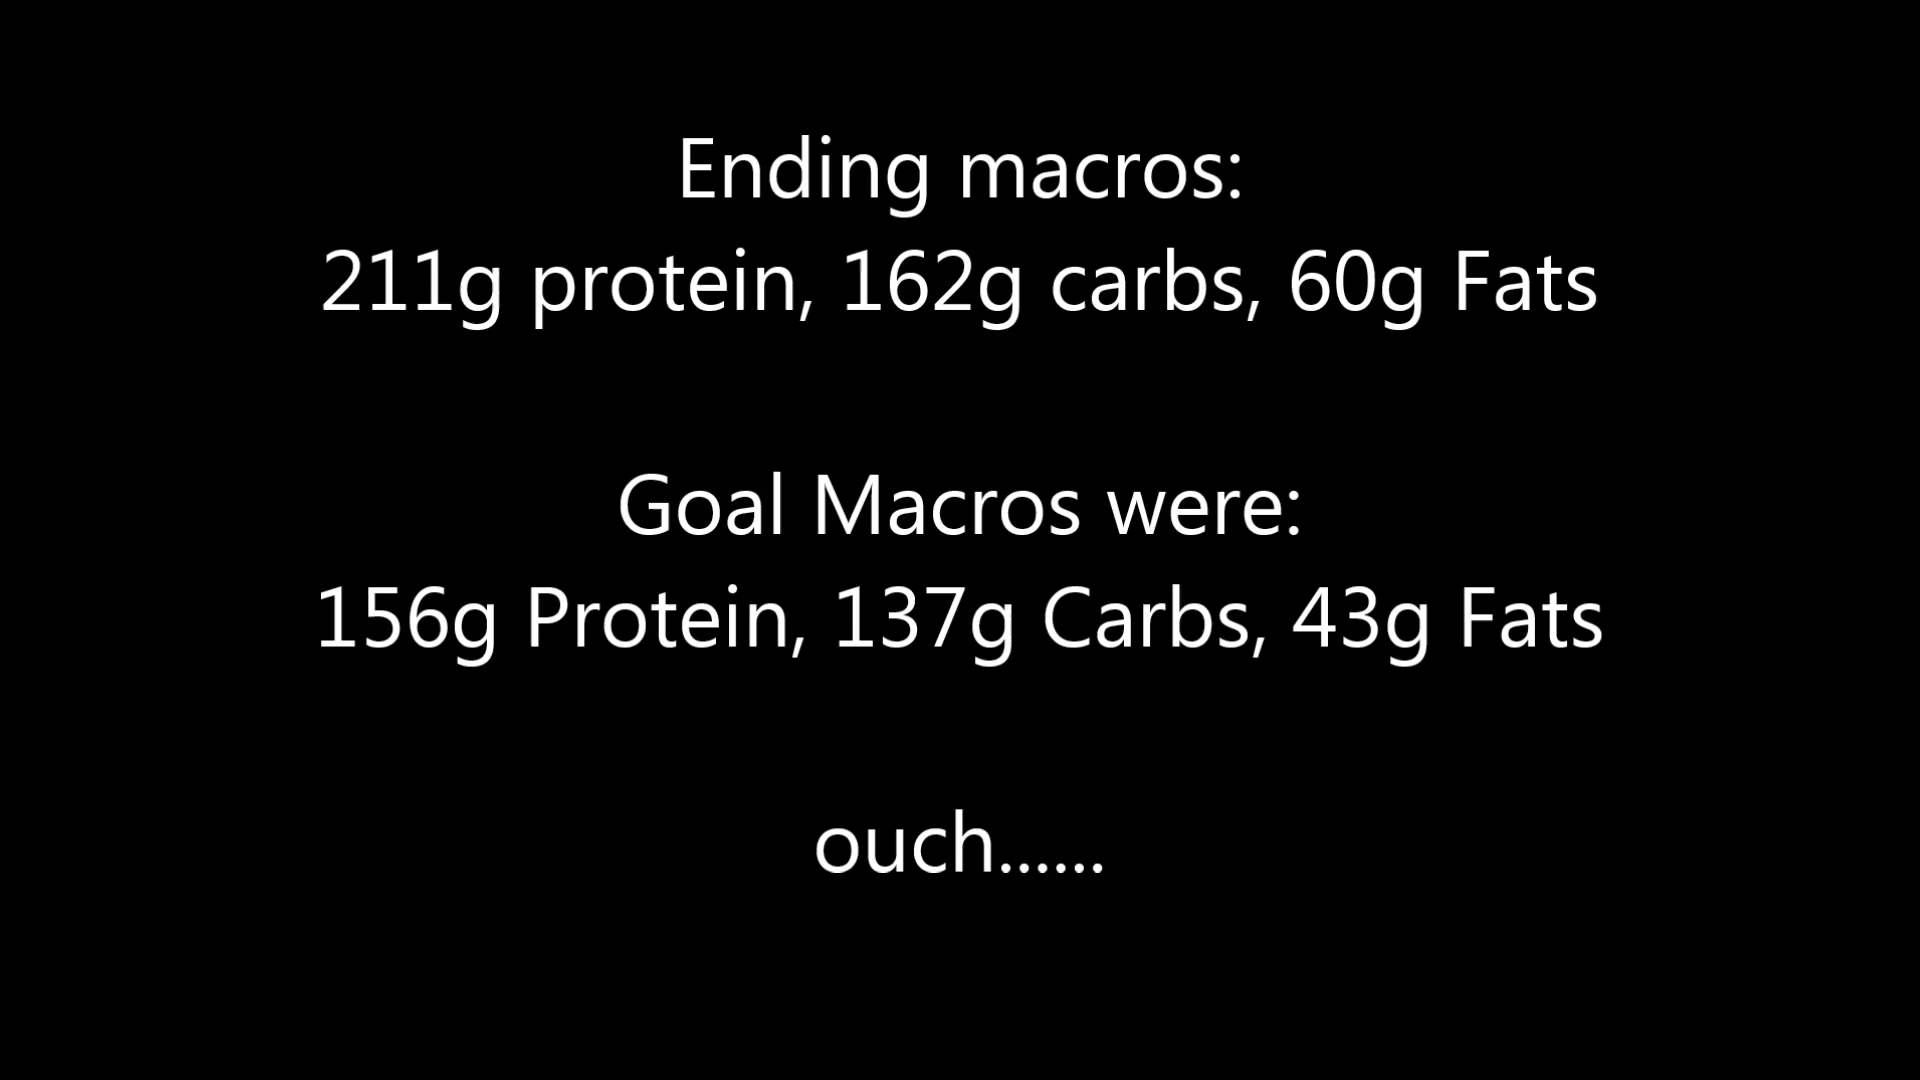 Ending macros:
211g protein, 162g carbs, 60g Fats
Goal Macros were:
156g Protein, 137g Carbs, 43g Fats
ouch......